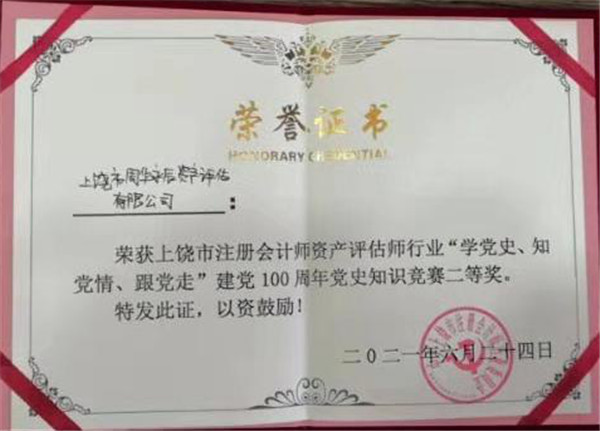 荣誉证书
HONORARY CREDENTIAL
上饶市周华辰资产评估
有限公司：
荣获上饶市注册会计师资产评估师行业“学党史、知
党情、跟党走”建党100周年党史知识竞赛二等奖。
特发此证，以资鼓励！
二〇二一年六月二十四日